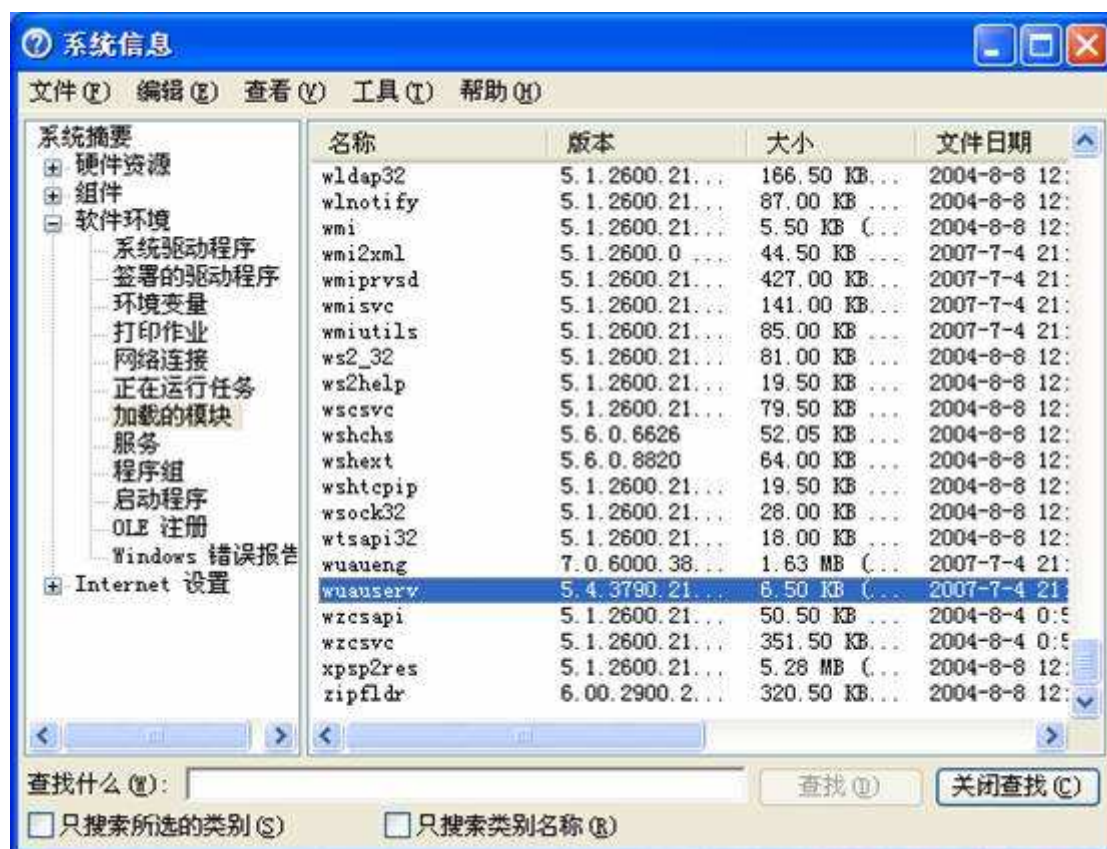 系统信息
文件(F) 编辑(E) 查看(V) 工具(T) 帮助(H)
系统摘要
硬件资源
组件
软件环境
系统驱动程序
签署的驱动程序
环境变量
打印作业
网络连接
正在运行任务
加载的模块
服务
程序组
启动程序
OLE 注册
Windows 错误报告
Internet 设置
名称 版本 大小 文件日期
wldap32 5.1.2600.21... 166.50 KB... 2004-8-8 12:
wlnotify 5.1.2600.21... 87.00 KB ... 2004-8-8 12:
wmi 5.1.2600.21... 5.50 KB (... 2004-8-8 12:
wmi2xml 5.1.2600.0 ... 44.50 KB ... 2007-7-4 21:
wmiprvsd 5.1.2600.21... 427.00 KB... 2007-7-4 21:
wmisvc 5.1.2600.21... 141.00 KB... 2007-7-4 21:
wmiutils 5.1.2600.21... 85.00 KB ... 2007-7-4 21:
ws2_32 5.1.2600.21... 81.00 KB ... 2004-8-8 12:
ws2help 5.1.2600.21... 19.50 KB ... 2004-8-8 12:
wscsvc 5.1.2600.21... 79.50 KB ... 2004-8-8 12:
wshchs 5.6.0.6626 52.05 KB ... 2004-8-8 12:
wshext 5.6.0.8820 64.00 KB ... 2004-8-8 12:
wshtcpip 5.1.2600.21... 19.50 KB ... 2004-8-8 12:
wsock32 5.1.2600.21... 28.00 KB ... 2004-8-8 12:
wtsapi32 5.1.2600.21... 18.00 KB ... 2004-8-8 12:
wuaueng 7.0.6000.38... 1.63 MB (... 2007-7-4 21:
wuauserv 5.4.3790.21... 6.50 KB (... 2007-7-4 21:
wzcsapi 5.1.2600.21... 50.50 KB ... 2004-8-4 0:5
wzcsvc 5.1.2600.21... 351.50 KB... 2004-8-4 0:5
xpsp2res 5.1.2600.21... 5.28 MB (... 2004-8-8 12:
zipfldr 6.00.2900.2... 320.50 KB... 2004-8-8 12:
查找什么(W): 查找(D) 关闭查找(C)
只搜索所选的类别(S) 只搜索类别名称(R)